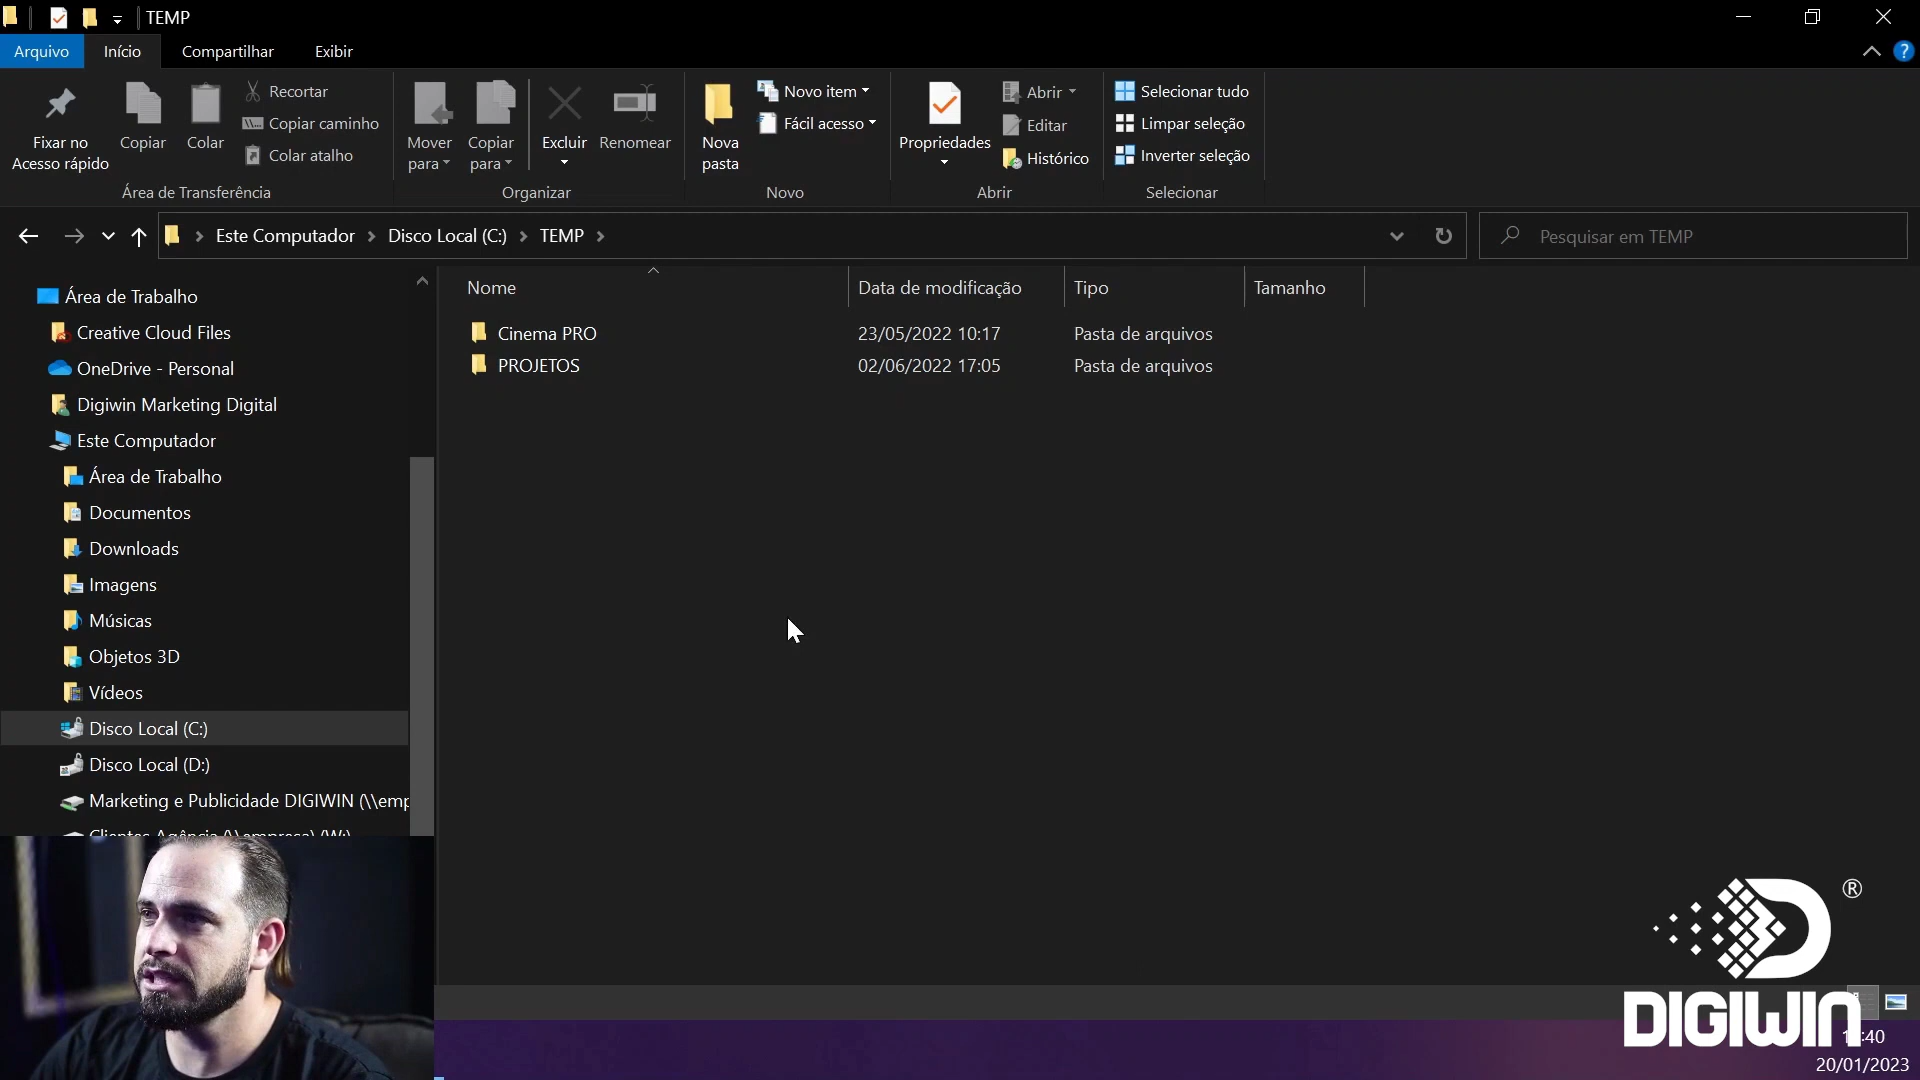 TEMP
Arquivo Início Compartilhar Exibir
Fixar no
Acesso rápido
Copiar
Colar
Recortar
Copiar caminho
Colar atalho
Área de Transferência
Mover
para
Copiar
para
Excluir
Renomear
Organizar
Nova
pasta
Novo item
Fácil acesso
Novo
Propriedades
Abrir
Editar
Histórico
Abrir
Selecionar tudo
Limpar seleção
Inverter seleção
Selecionar
Este Computador > Disco Local (C:) > TEMP >
Pesquisar em TEMP
Área de Trabalho
Creative Cloud Files
OneDrive - Personal
Digiwin Marketing Digital
Este Computador
Área de Trabalho
Documentos
Downloads
Imagens
Músicas
Objetos 3D
Vídeos
Disco Local (C:)
Disco Local (D:)
Marketing e Publicidade DIGIWIN (\\emp
Clientes Agência (\\empresa) (W:)
Nome Data de modificação Tipo Tamanho
Cinema PRO 23/05/2022 10:17 Pasta de arquivos
PROJETOS 02/06/2022 17:05 Pasta de arquivos
®
DIGIWIN
:40
20/01/2023